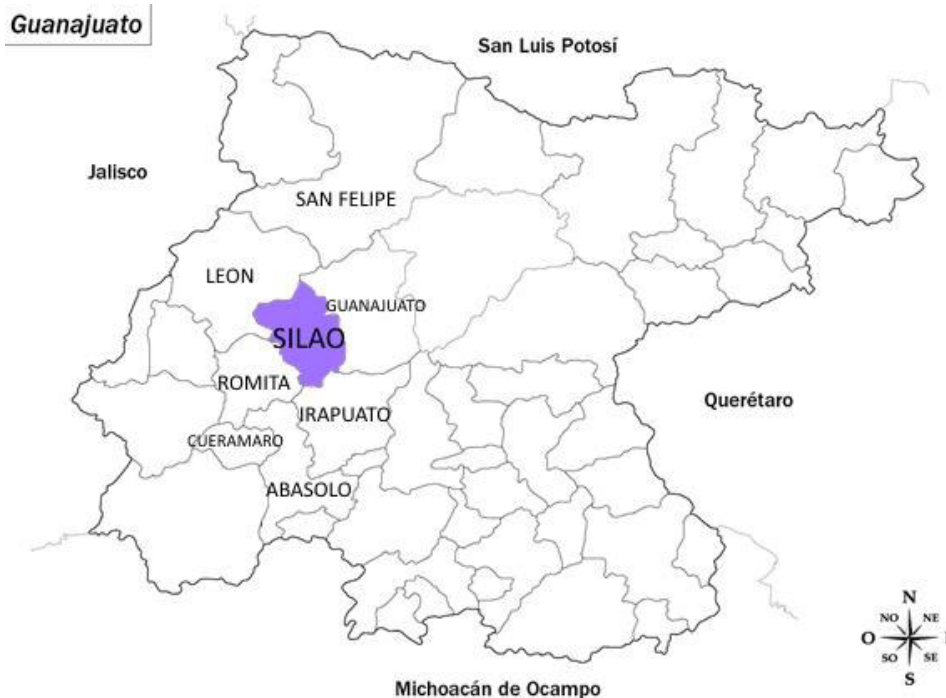 Guanajuato
San Luis Potosí
Jalisco
SAN FELIPE
LEON
GUANAJUATO
SILAO
ROMITA
IRAPUATO
Querétaro
CUERAMARO
ABASOLO
N
NO NE
O
SO SE
S
Michoacán de Ocampo